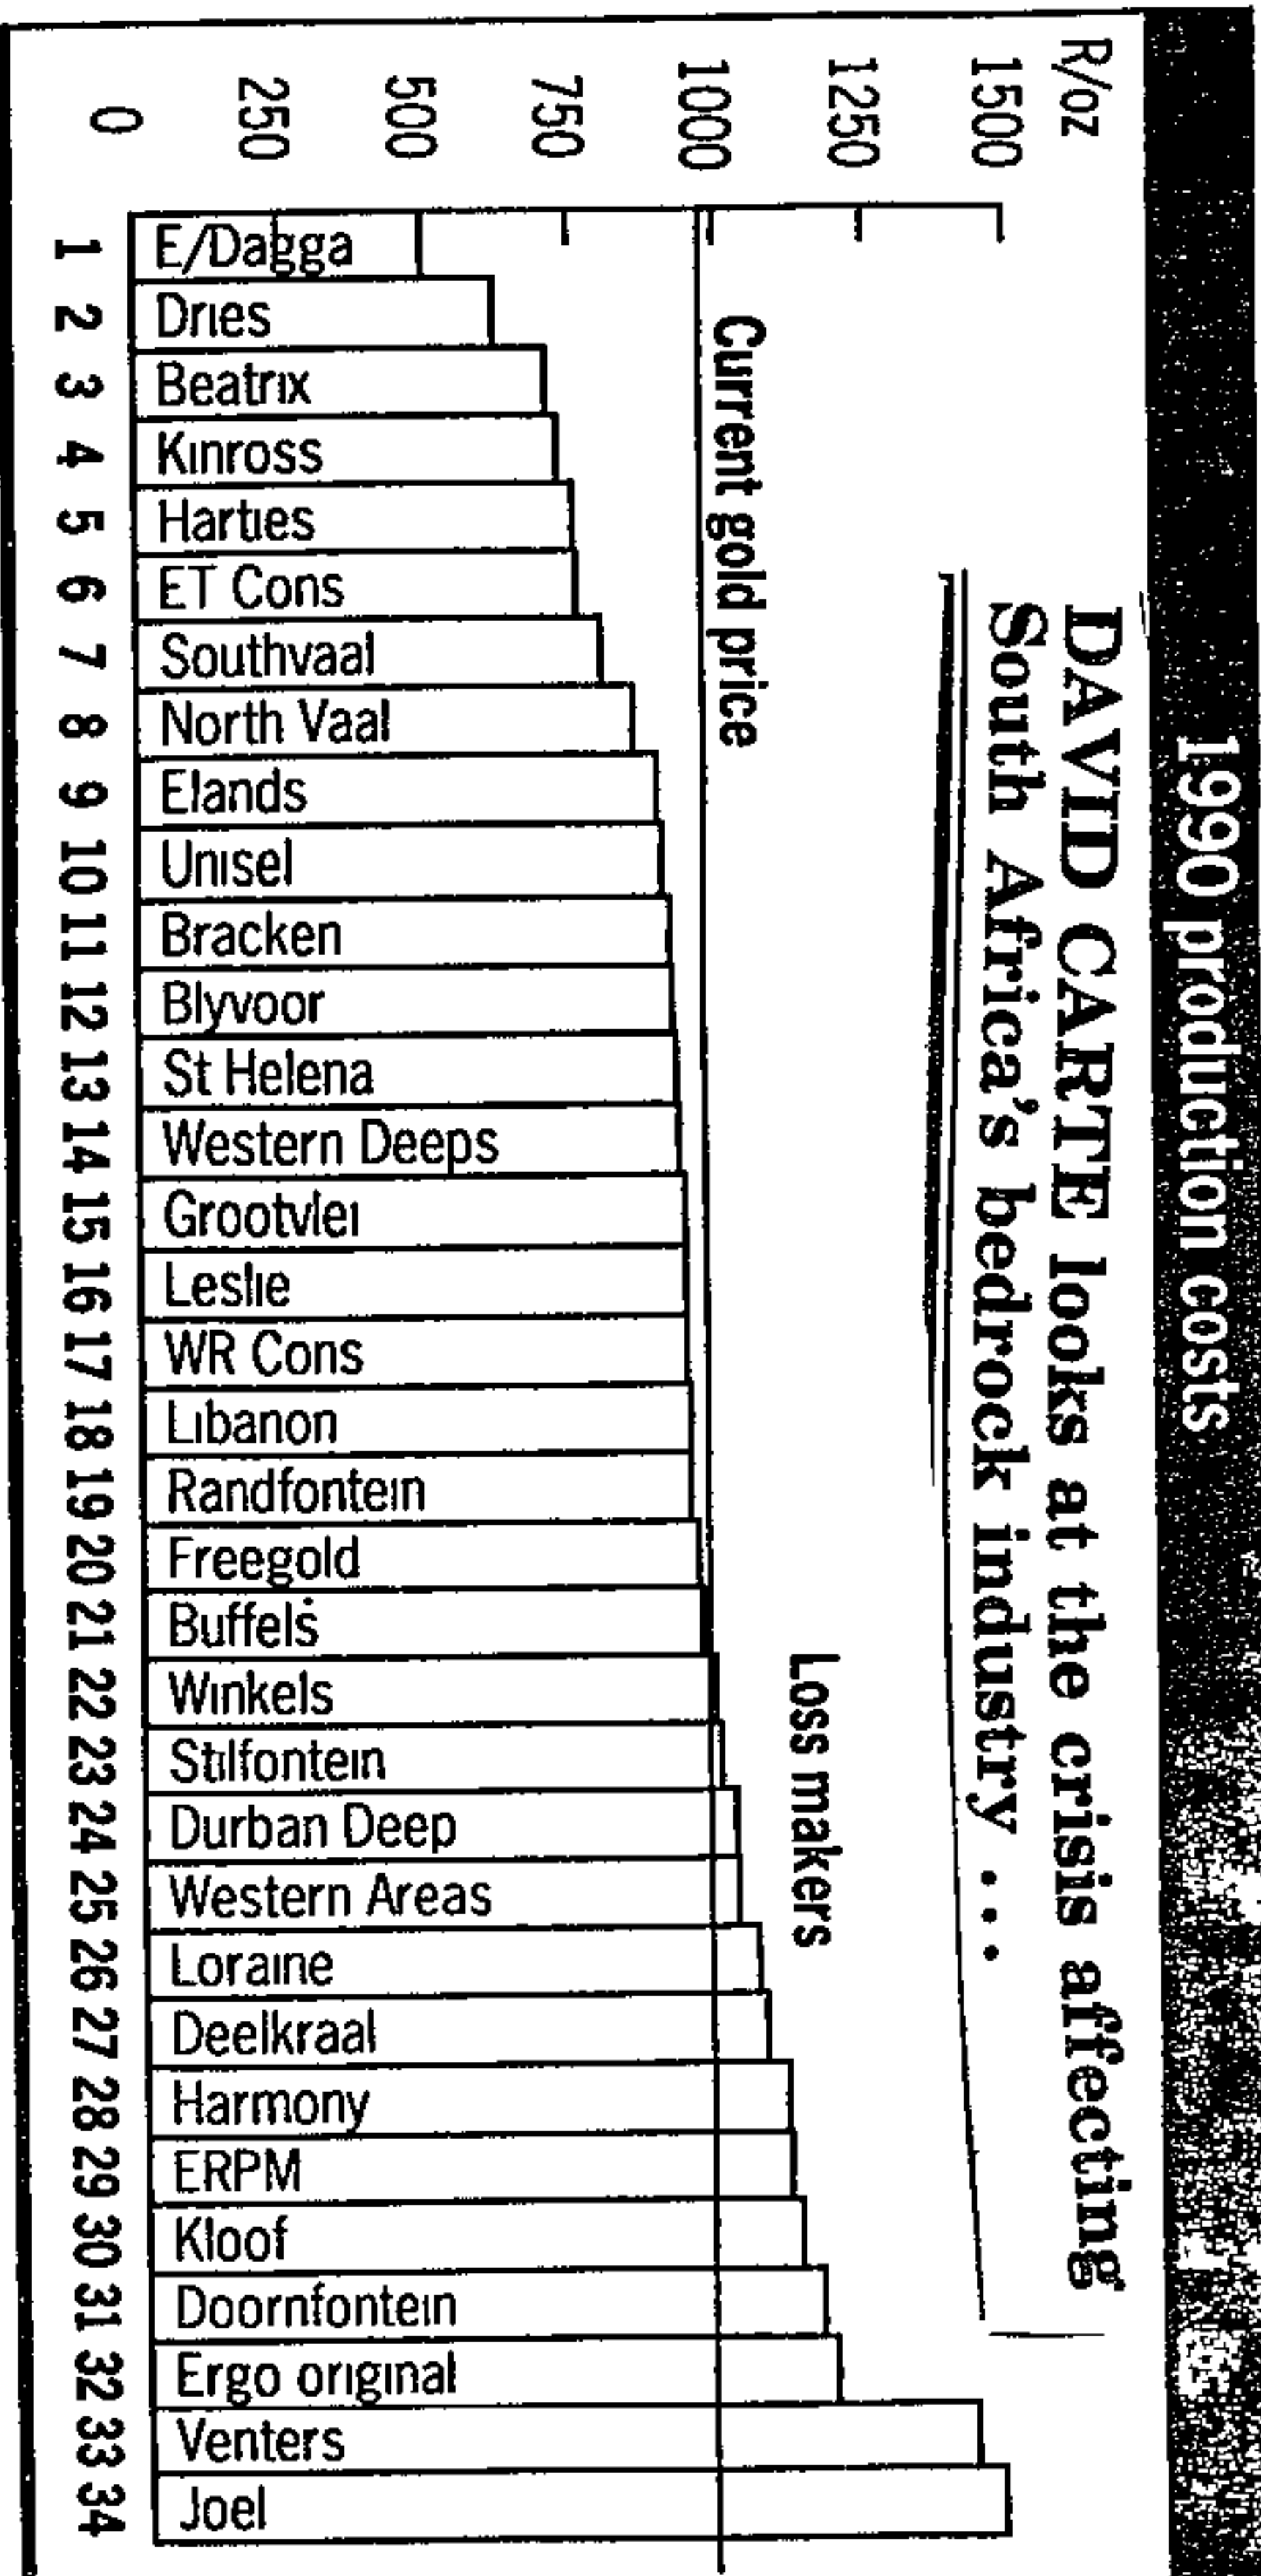 1990 production costs
DAVID CARTE looks at the crisis affecting
South Africa's bedrock industry . . .
R/oz
1500
1250
1000
750
500
250
0
Current gold price
Loss makers
E/Dagga
Dries
Beatrix
Kinross
Harties
ET Cons
Southvaal
North Vaal
Elands
Unisel
Bracken
Blyvoor
St Helena
Western Deeps
Grootvlei
Leslie
WR Cons
Libanon
Randfontein
Freegold
Buffels
Winkels
Stilfontein
Durban Deep
Western Areas
Loraine
Deelkraal
Harmony
ERPM
Kloof
Doornfontein
Ergo original
Venters
Joel
1 2 3 4 5 6 7 8 9 10 11 12 13 14 15 16 17 18 19 20 21 22 23 24 25 26 27 28 29 30 31 32 33 34